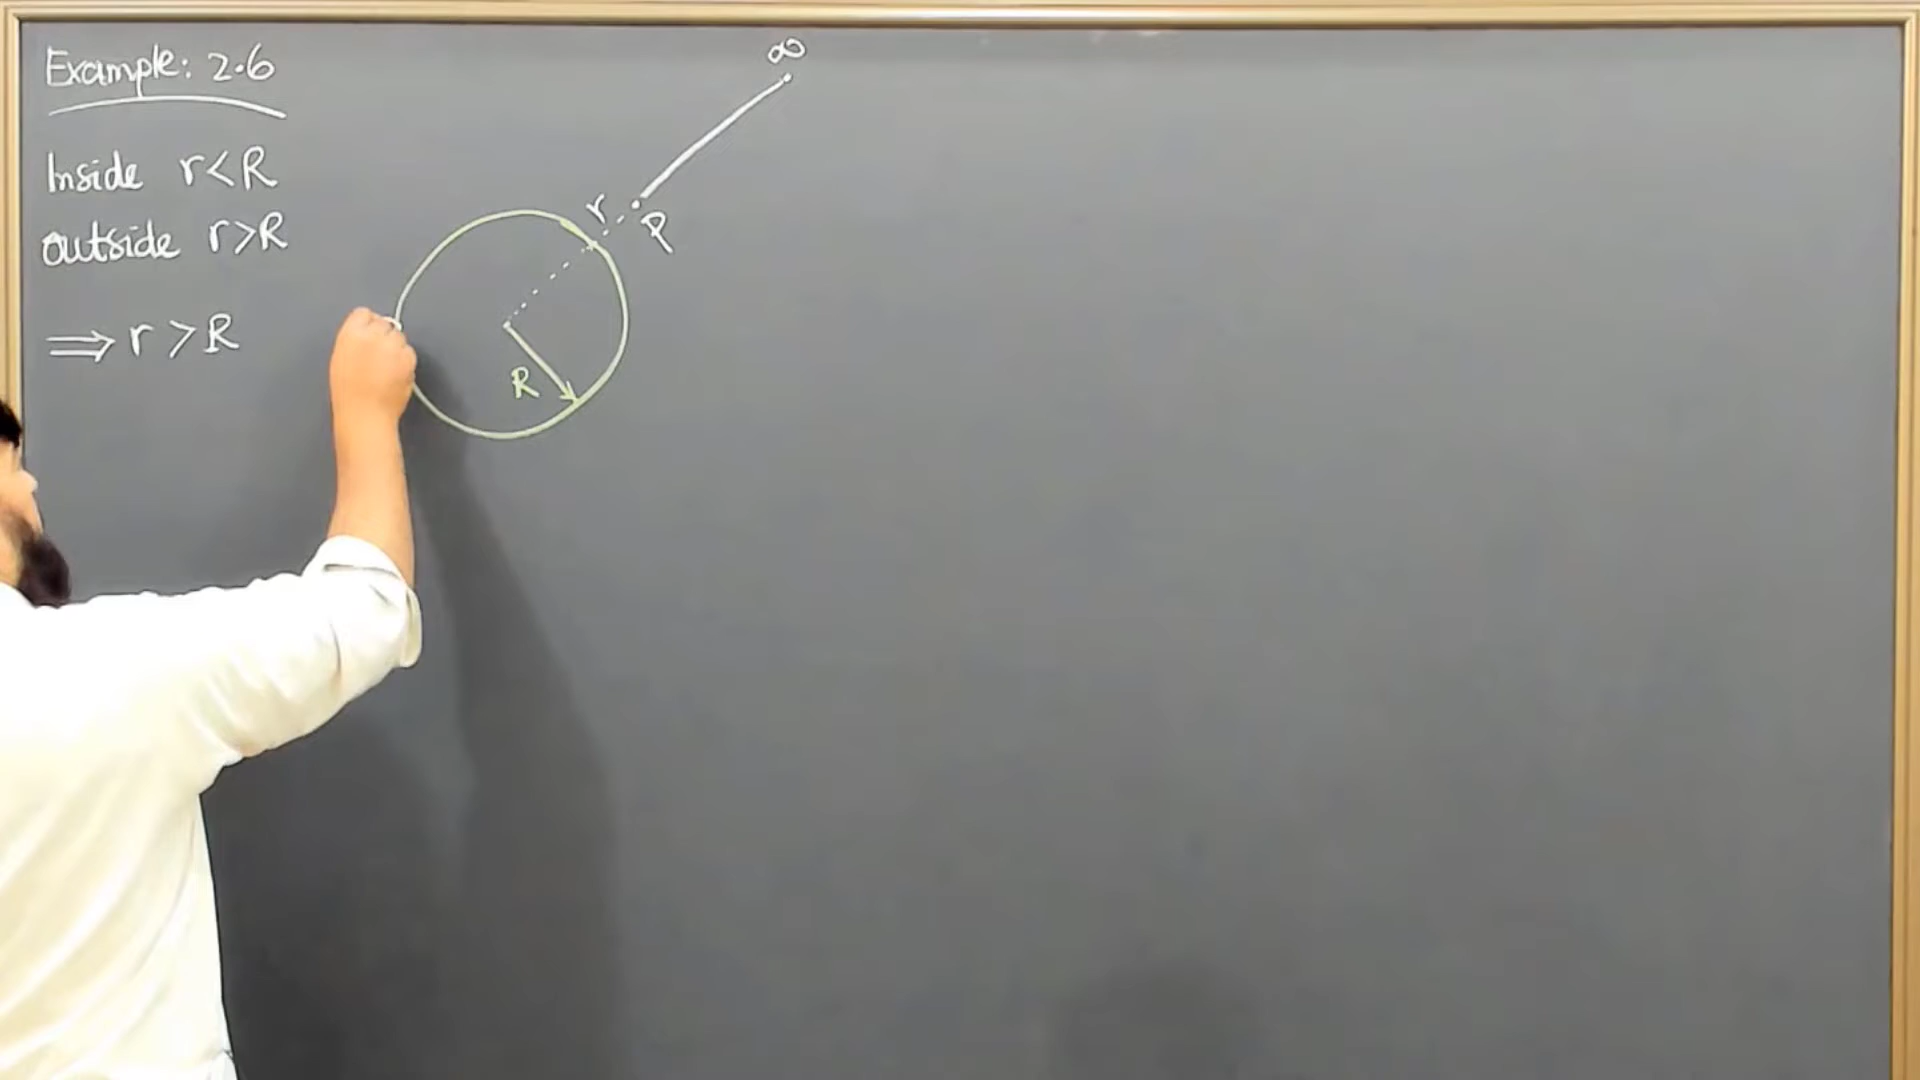 Example: 2.6
Inside r<R
outside r>R
⟹ r > R
∞
r
P
R